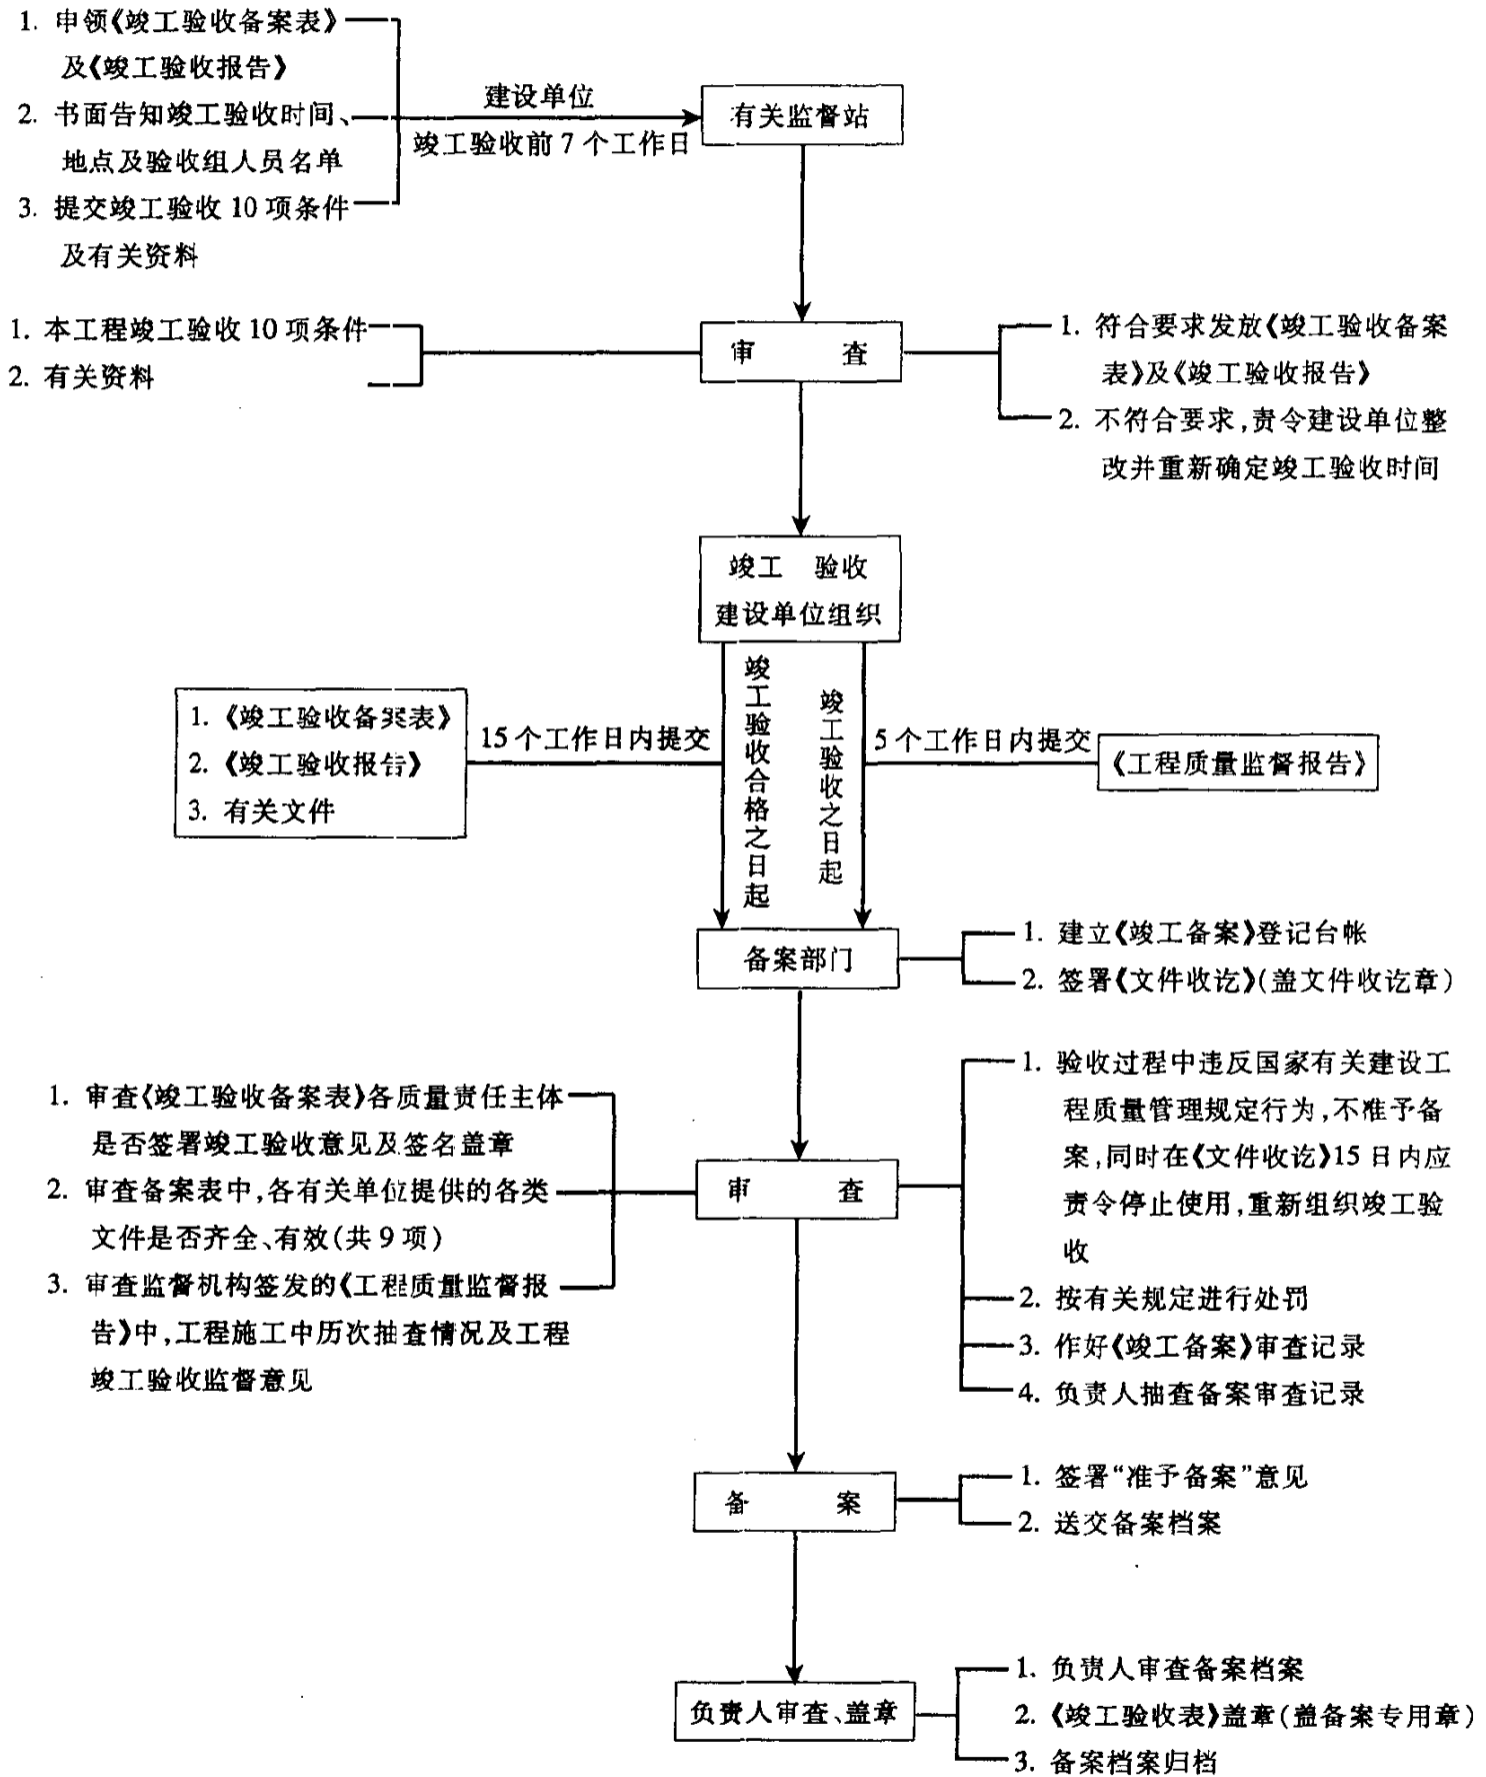 1. 申领《竣工验收备案表》
及《竣工验收报告》
2. 书面告知竣工验收时间、
地点及验收组人员名单
3. 提交竣工验收10项条件
及有关资料
建设单位
竣工验收前7个工作日
有关监督站
1. 本工程竣工验收10项条件
2. 有关资料
审 查
1. 符合要求发放《竣工验收备案
表》及《竣工验收报告》
2. 不符合要求,责令建设单位整
改并重新确定竣工验收时间
竣工 验收
建设单位组织
1.《竣工验收备案表》
2.《竣工验收报告》
3. 有关文件
15个工作日内提交
竣工验收合格之日起
竣工验收之日起
5个工作日内提交
《工程质量监督报告》
备案部门
1. 建立《竣工备案》登记台帐
2. 签署《文件收讫》(盖文件收讫章)
1. 审查《竣工验收备案表》各质量责任主体
是否签署竣工验收意见及签名盖章
2. 审查备案表中,各有关单位提供的各类
文件是否齐全、有效(共9项)
3. 审查监督机构签发的《工程质量监督报
告》中,工程施工中历次抽查情况及工程
竣工验收监督意见
审 查
1. 验收过程中违反国家有关建设工
程质量管理规定行为,不准予备
案,同时在《文件收讫》15日内应
责令停止使用,重新组织竣工验
收
2. 按有关规定进行处罚
3. 作好《竣工备案》审查记录
4. 负责人抽查备案审查记录
备 案
1. 签署“准予备案”意见
2. 送交备案档案
负责人审查、盖章
1. 负责人审查备案档案
2.《竣工验收表》盖章(盖备案专用章)
3. 备案档案归档